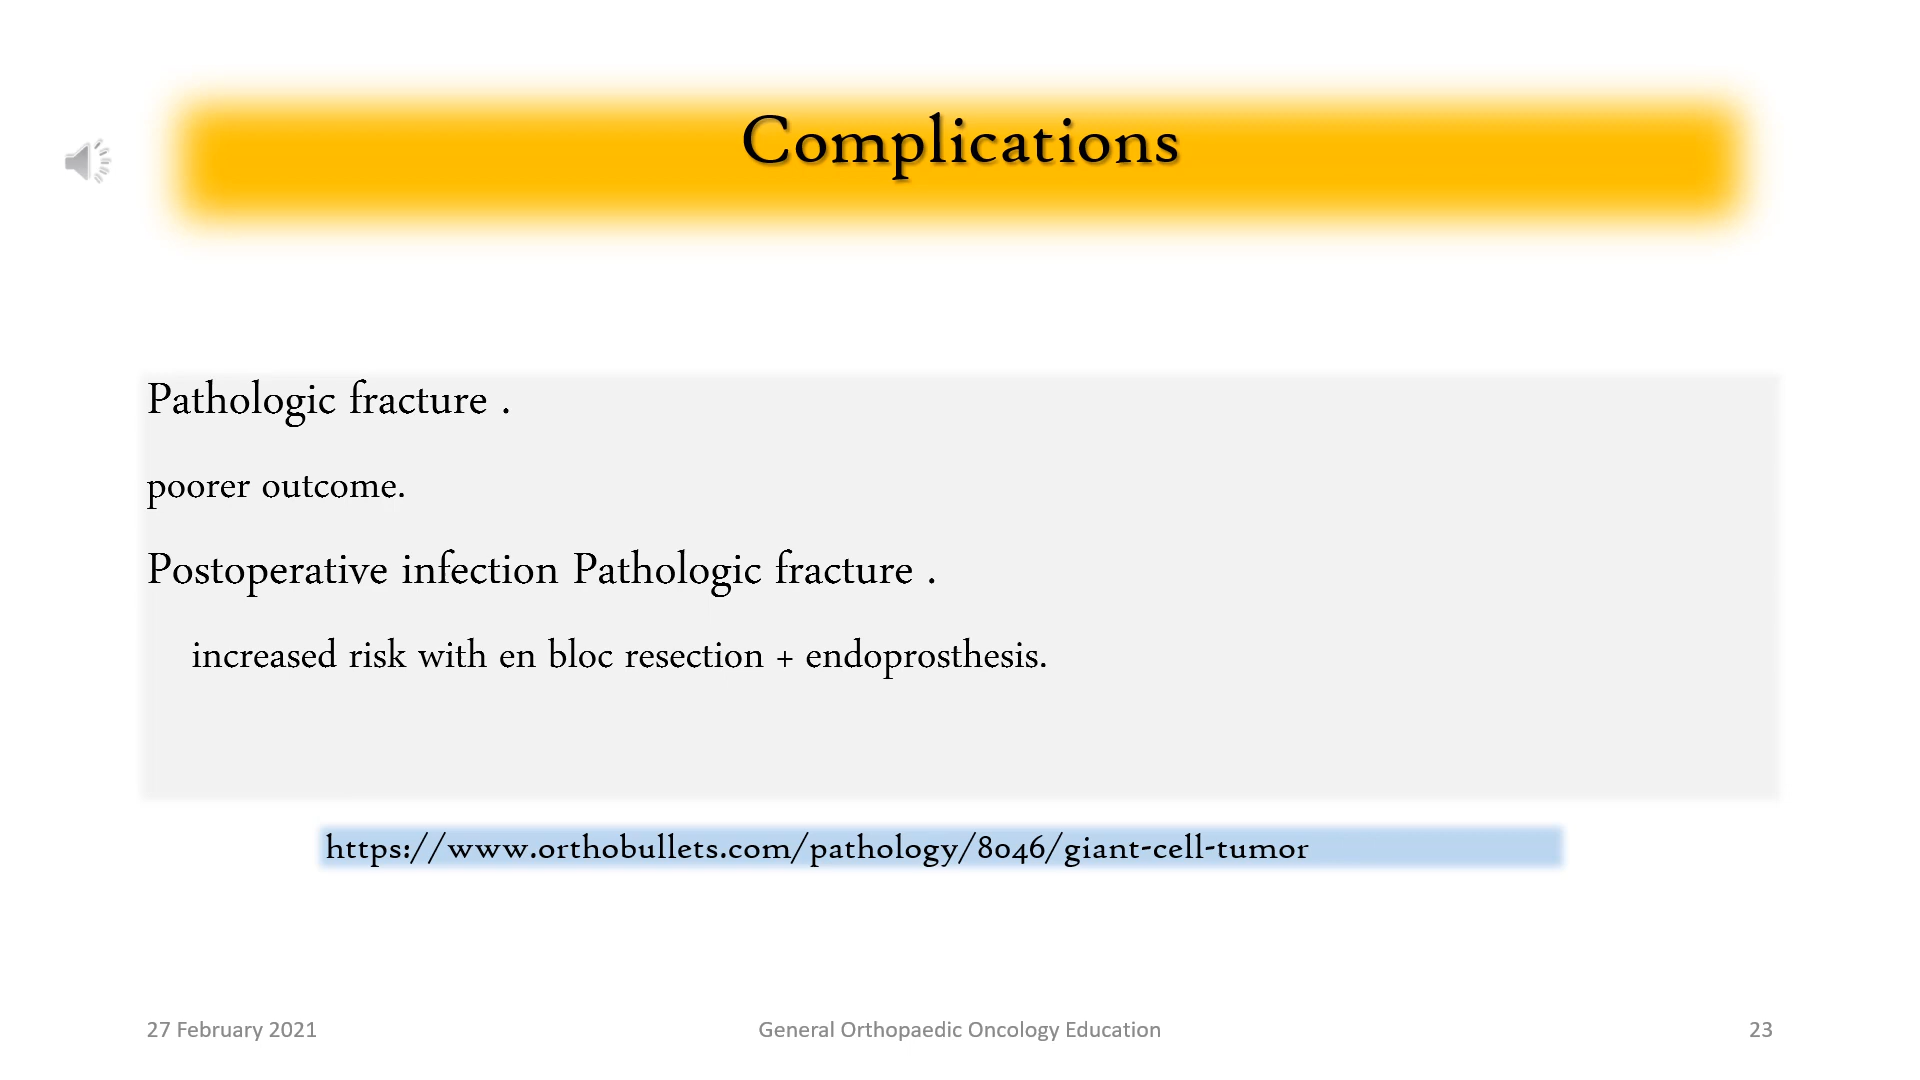 Complications
Pathologic fracture .
poorer outcome.
Postoperative infection Pathologic fracture .
increased risk with en bloc resection + endoprosthesis.
https://www.orthobullets.com/pathology/8046/giant-cell-tumor
27 February 2021
General Orthopaedic Oncology Education
23